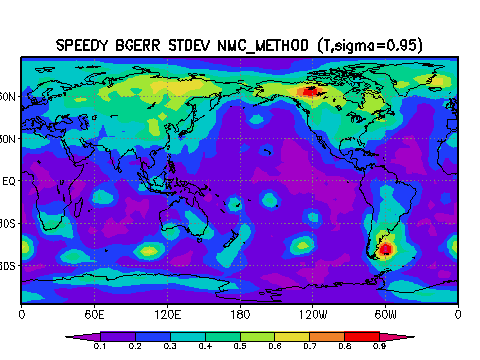 SPEEDY BGERR STDEV NMC_METHOD (T,sigma=0.95)
60N
30N
EQ
30S
60S
0 60E 120E 180 120W 60W 0
0.1 0.2 0.3 0.4 0.5 0.6 0.7 0.8 0.9